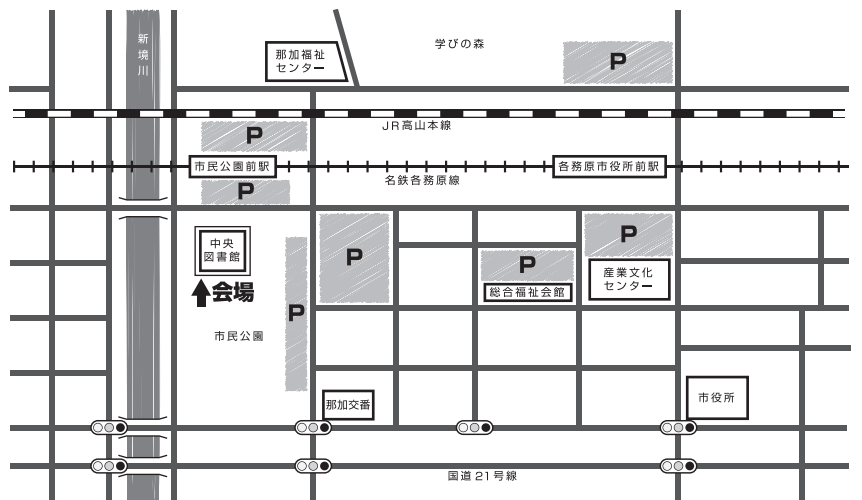 新境川
那加福祉
センター
学びの森
P
JR高山本線
P
市民公園前駅
各務原市役所前駅
名鉄各務原線
P
中央
図書館
会場
市民公園
P
P
P
総合福祉会館
P
産業文化
センター
那加交番
市役所
国道21号線